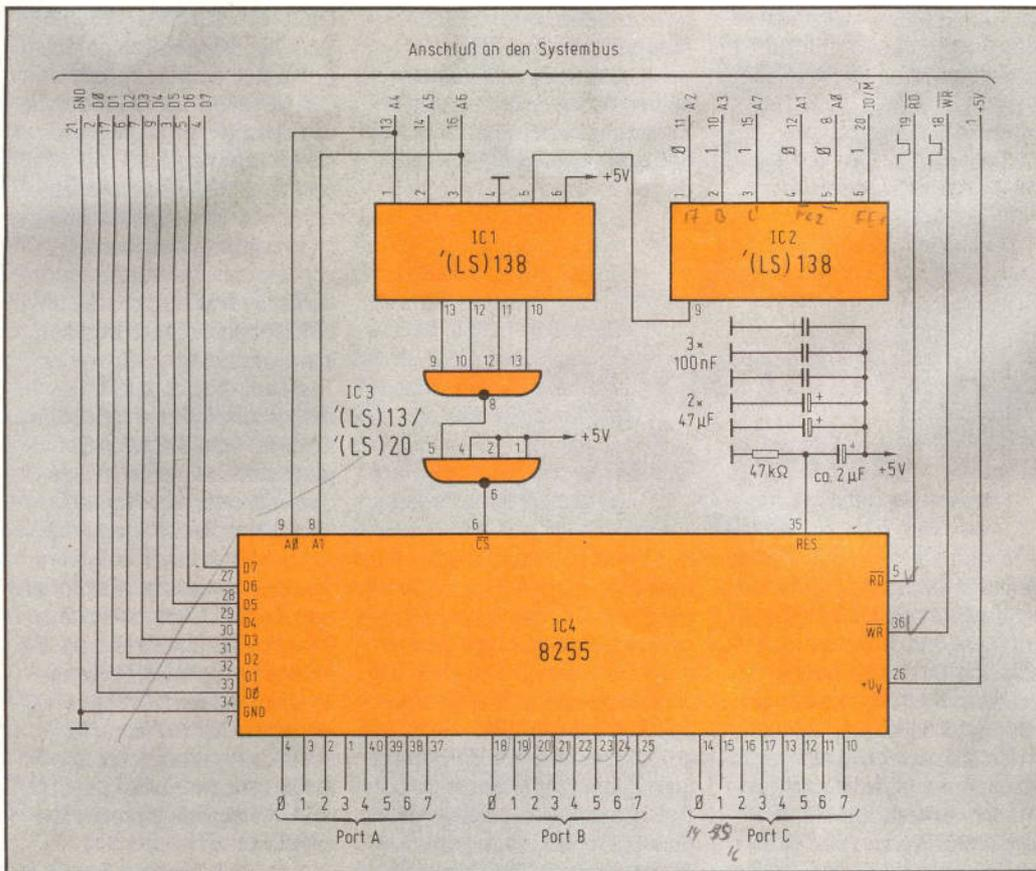 Anschluß an den Systembus
GND DØ D1 D2 D3 D4 D5 D6 D7
21 2 17 6 7 9 3 5 4
A4 A5 A6
13 14 16
A2 A3 A7 A1 AØ IO/M̅ R̅D̅ W̅R̅ +5V
11 10 15 12 8 20 19 18 1
Ø 1 1 Ø Ø 1
1 2 3 4 5 6
+5V
1 2 3 4 5 6
B
IC1
'(LS)138
IC2
'(LS)138
13 12 11 10
9
9 10 12 13
3×
100nF
IC3
'(LS)13/
'(LS)20
8
2×
47µF
+ +
5 4 2 1
+5V
47kΩ
ca. 2µF
+
+5V
6
9 8 6 35
AØ A1 C̅S̅ RES
D7
27
D6
28
D5
29
D4
30
D3
31
D2
32
D1
33
DØ
34
GND
7
IC4
8255
R̅D̅ 5
W̅R̅ 36
+UV 26
4 3 2 1 40 39 38 37
18 19 20 21 22 23 24 25
14 15 16 17 13 12 11 10
Ø 1 2 3 4 5 6 7
Ø 1 2 3 4 5 6 7
Ø 1 2 3 4 5 6 7
Port A
Port B
Port C
14
16